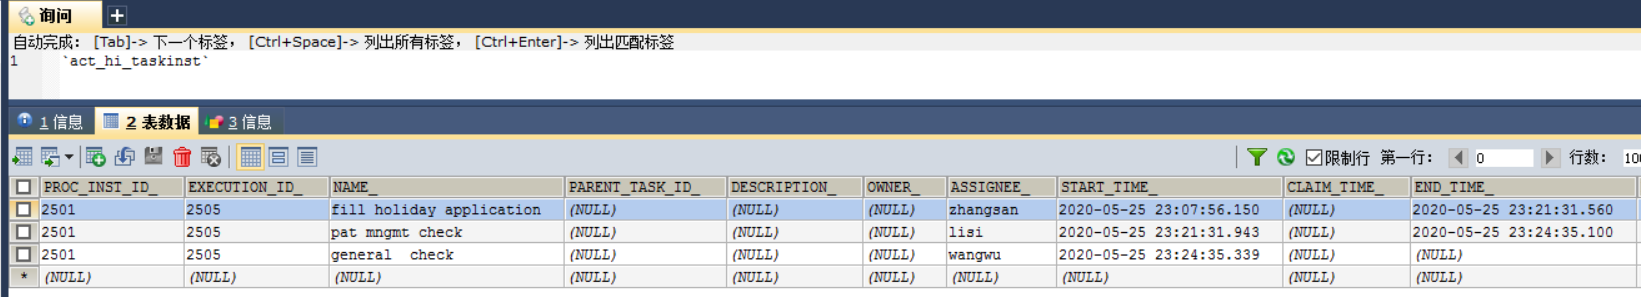 询问
自动完成: [Tab]-> 下一个标签, [Ctrl+Space]-> 列出所有标签, [Ctrl+Enter]-> 列出匹配标签
1 `act_hi_taskinst`
1 信息 2 表数据 3 信息
限制行 第一行: 0 行数: 100
PROC_INST_ID_ EXECUTION_ID_ NAME_ PARENT_TASK_ID_ DESCRIPTION_ OWNER_ ASSIGNEE_ START_TIME_ CLAIM_TIME_ END_TIME_
2501 2505 fill holiday application (NULL) (NULL) (NULL) zhangsan 2020-05-25 23:07:56.150 (NULL) 2020-05-25 23:21:31.560
2501 2505 pat mngmt check (NULL) (NULL) (NULL) lisi 2020-05-25 23:21:31.943 (NULL) 2020-05-25 23:24:35.100
2501 2505 general check (NULL) (NULL) (NULL) wangwu 2020-05-25 23:24:35.339 (NULL) (NULL)
* (NULL) (NULL) (NULL) (NULL) (NULL) (NULL) (NULL) (NULL) (NULL) (NULL)